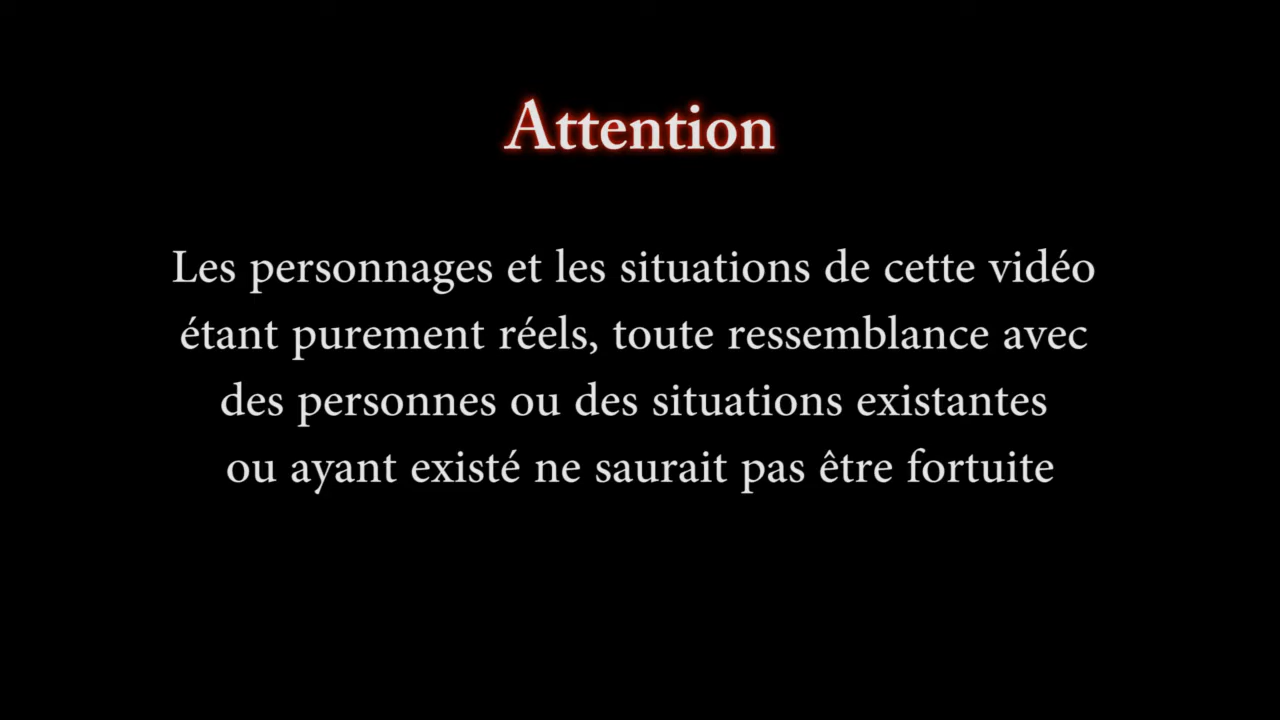 Attention
Les personnages et les situations de cette vidéo
étant purement réels, toute ressemblance avec
des personnes ou des situations existantes
ou ayant existé ne saurait pas être fortuite